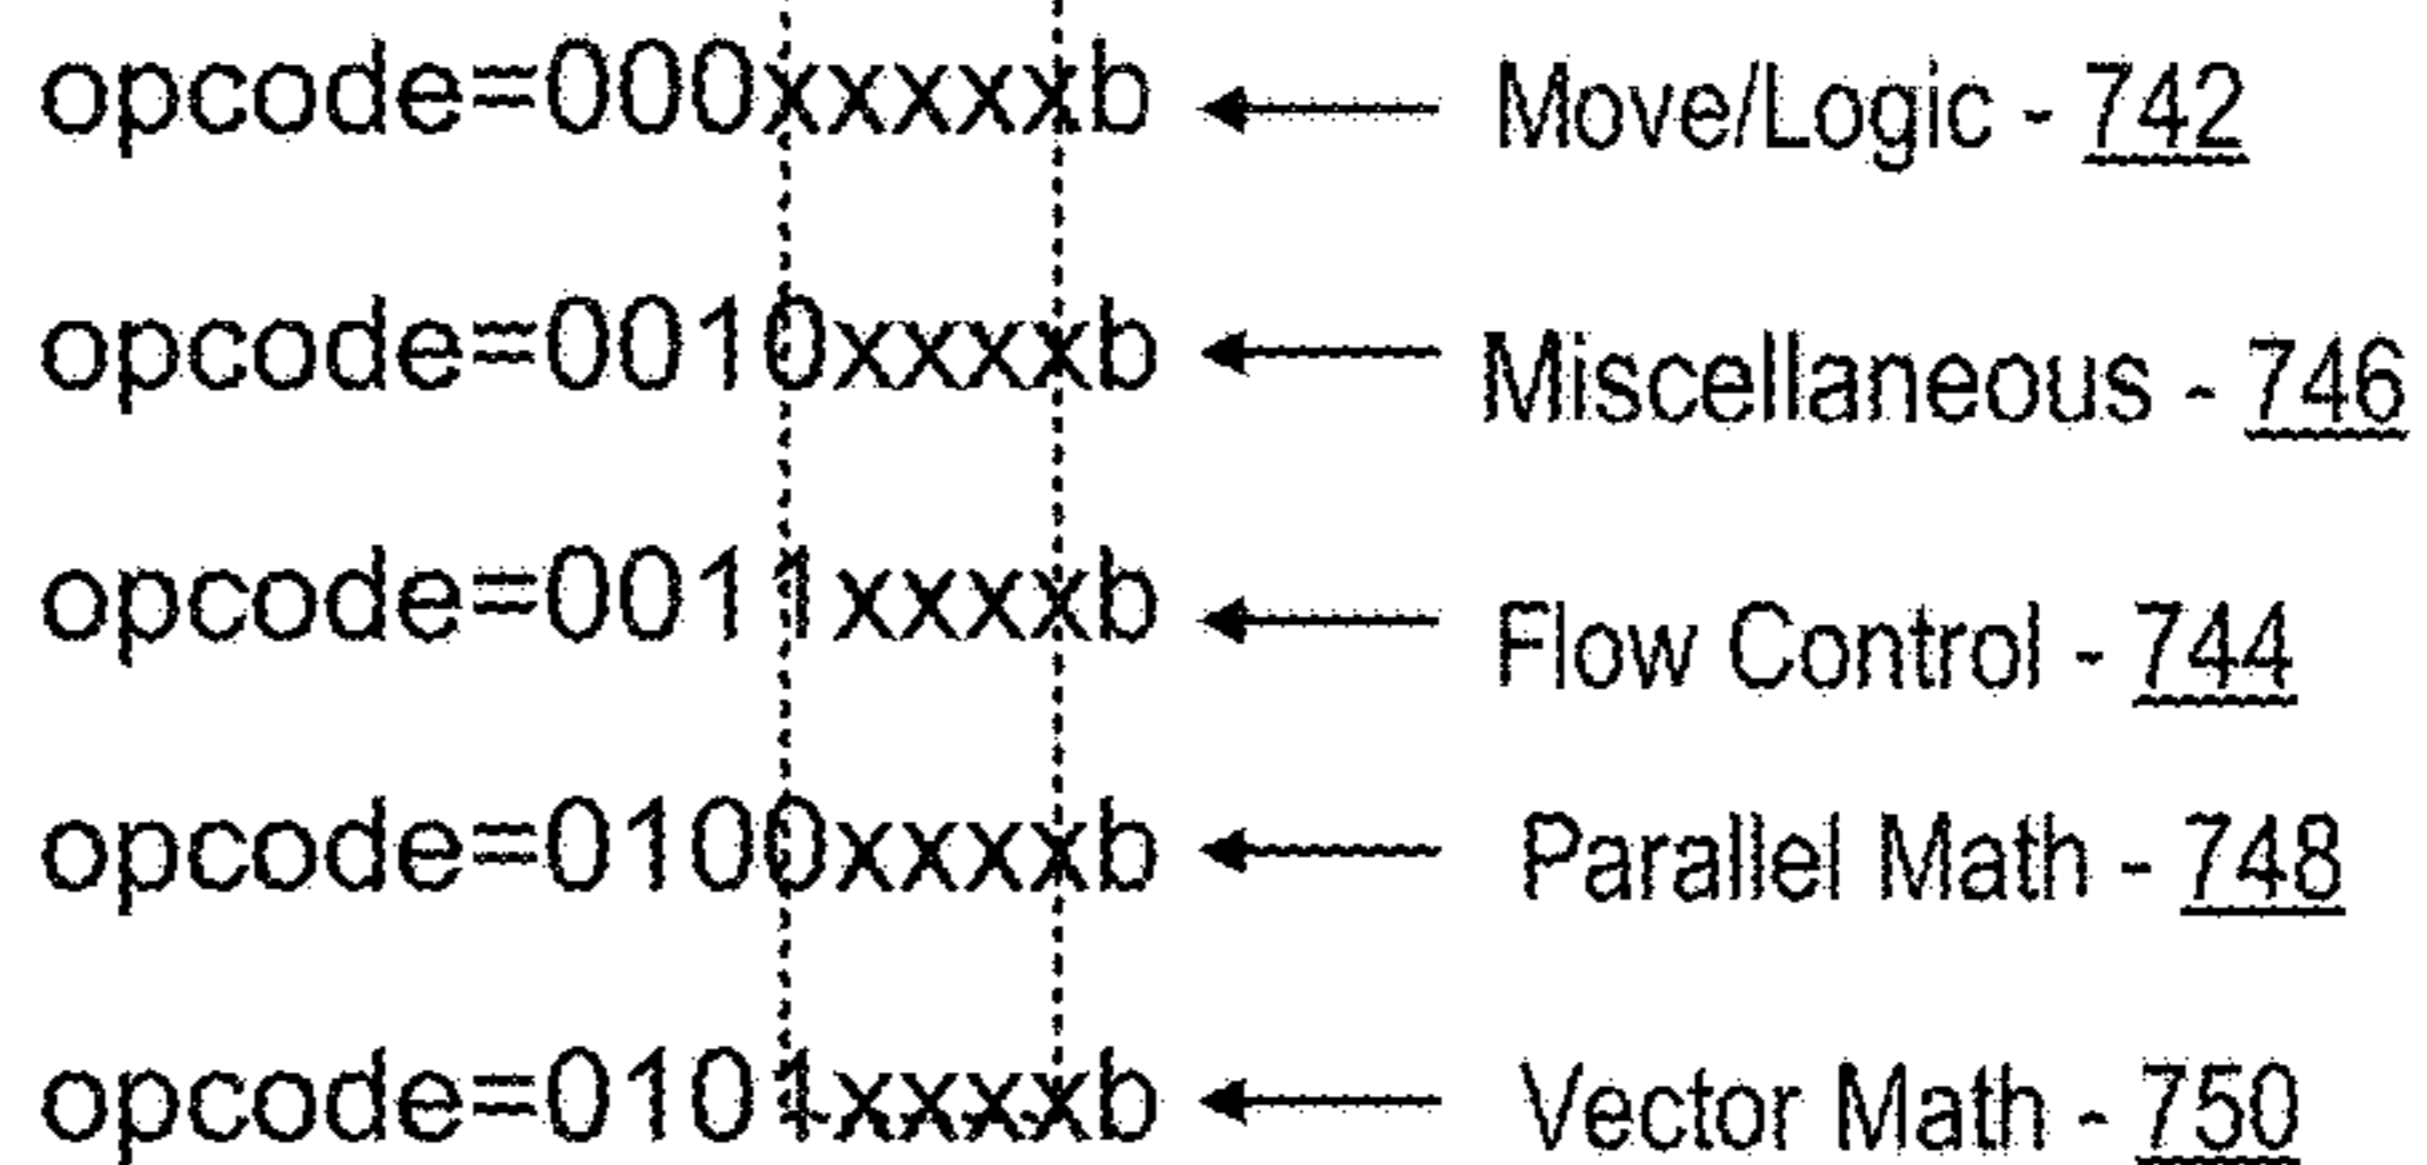 opcode=000xxxxxb Move/Logic - 742
opcode=0010xxxxb Miscellaneous - 746
opcode=0011xxxxb Flow Control - 744
opcode=0100xxxxb Parallel Math - 748
opcode=0101xxxxb Vector Math - 750